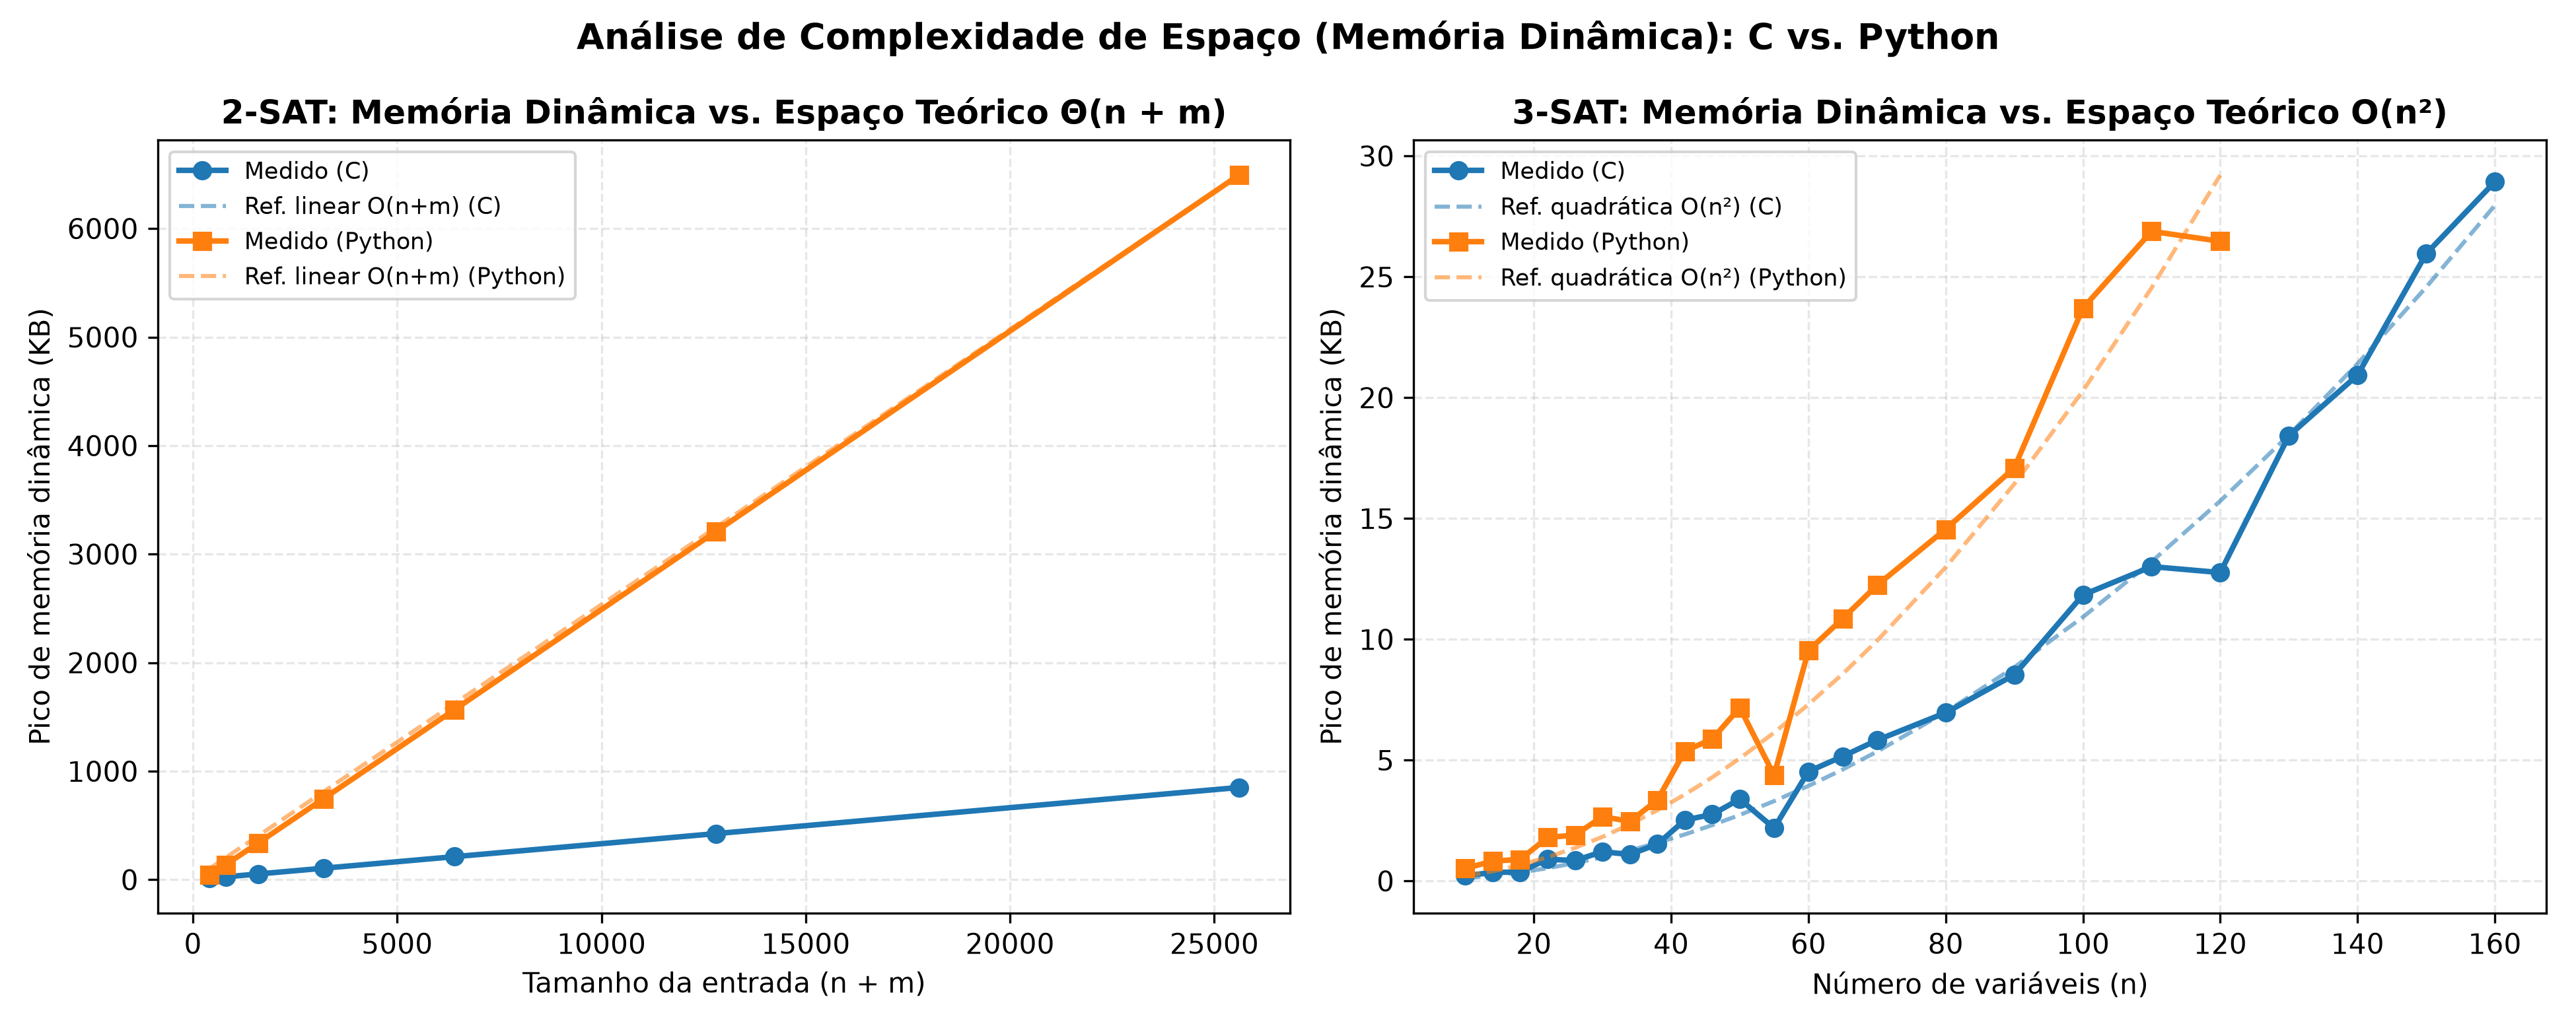 Análise de Complexidade de Espaço (Memória Dinâmica): C vs. Python
2-SAT: Memória Dinâmica vs. Espaço Teórico Θ(n + m)
Pico de memória dinâmica (KB)
6000
5000
4000
3000
2000
1000
0
Medido (C)
Ref. linear O(n+m) (C)
Medido (Python)
Ref. linear O(n+m) (Python)
0 5000 10000 15000 20000 25000
Tamanho da entrada (n + m)
3-SAT: Memória Dinâmica vs. Espaço Teórico O(n²)
Pico de memória dinâmica (KB)
30
25
20
15
10
5
0
Medido (C)
Ref. quadrática O(n²) (C)
Medido (Python)
Ref. quadrática O(n²) (Python)
20 40 60 80 100 120 140 160
Número de variáveis (n)